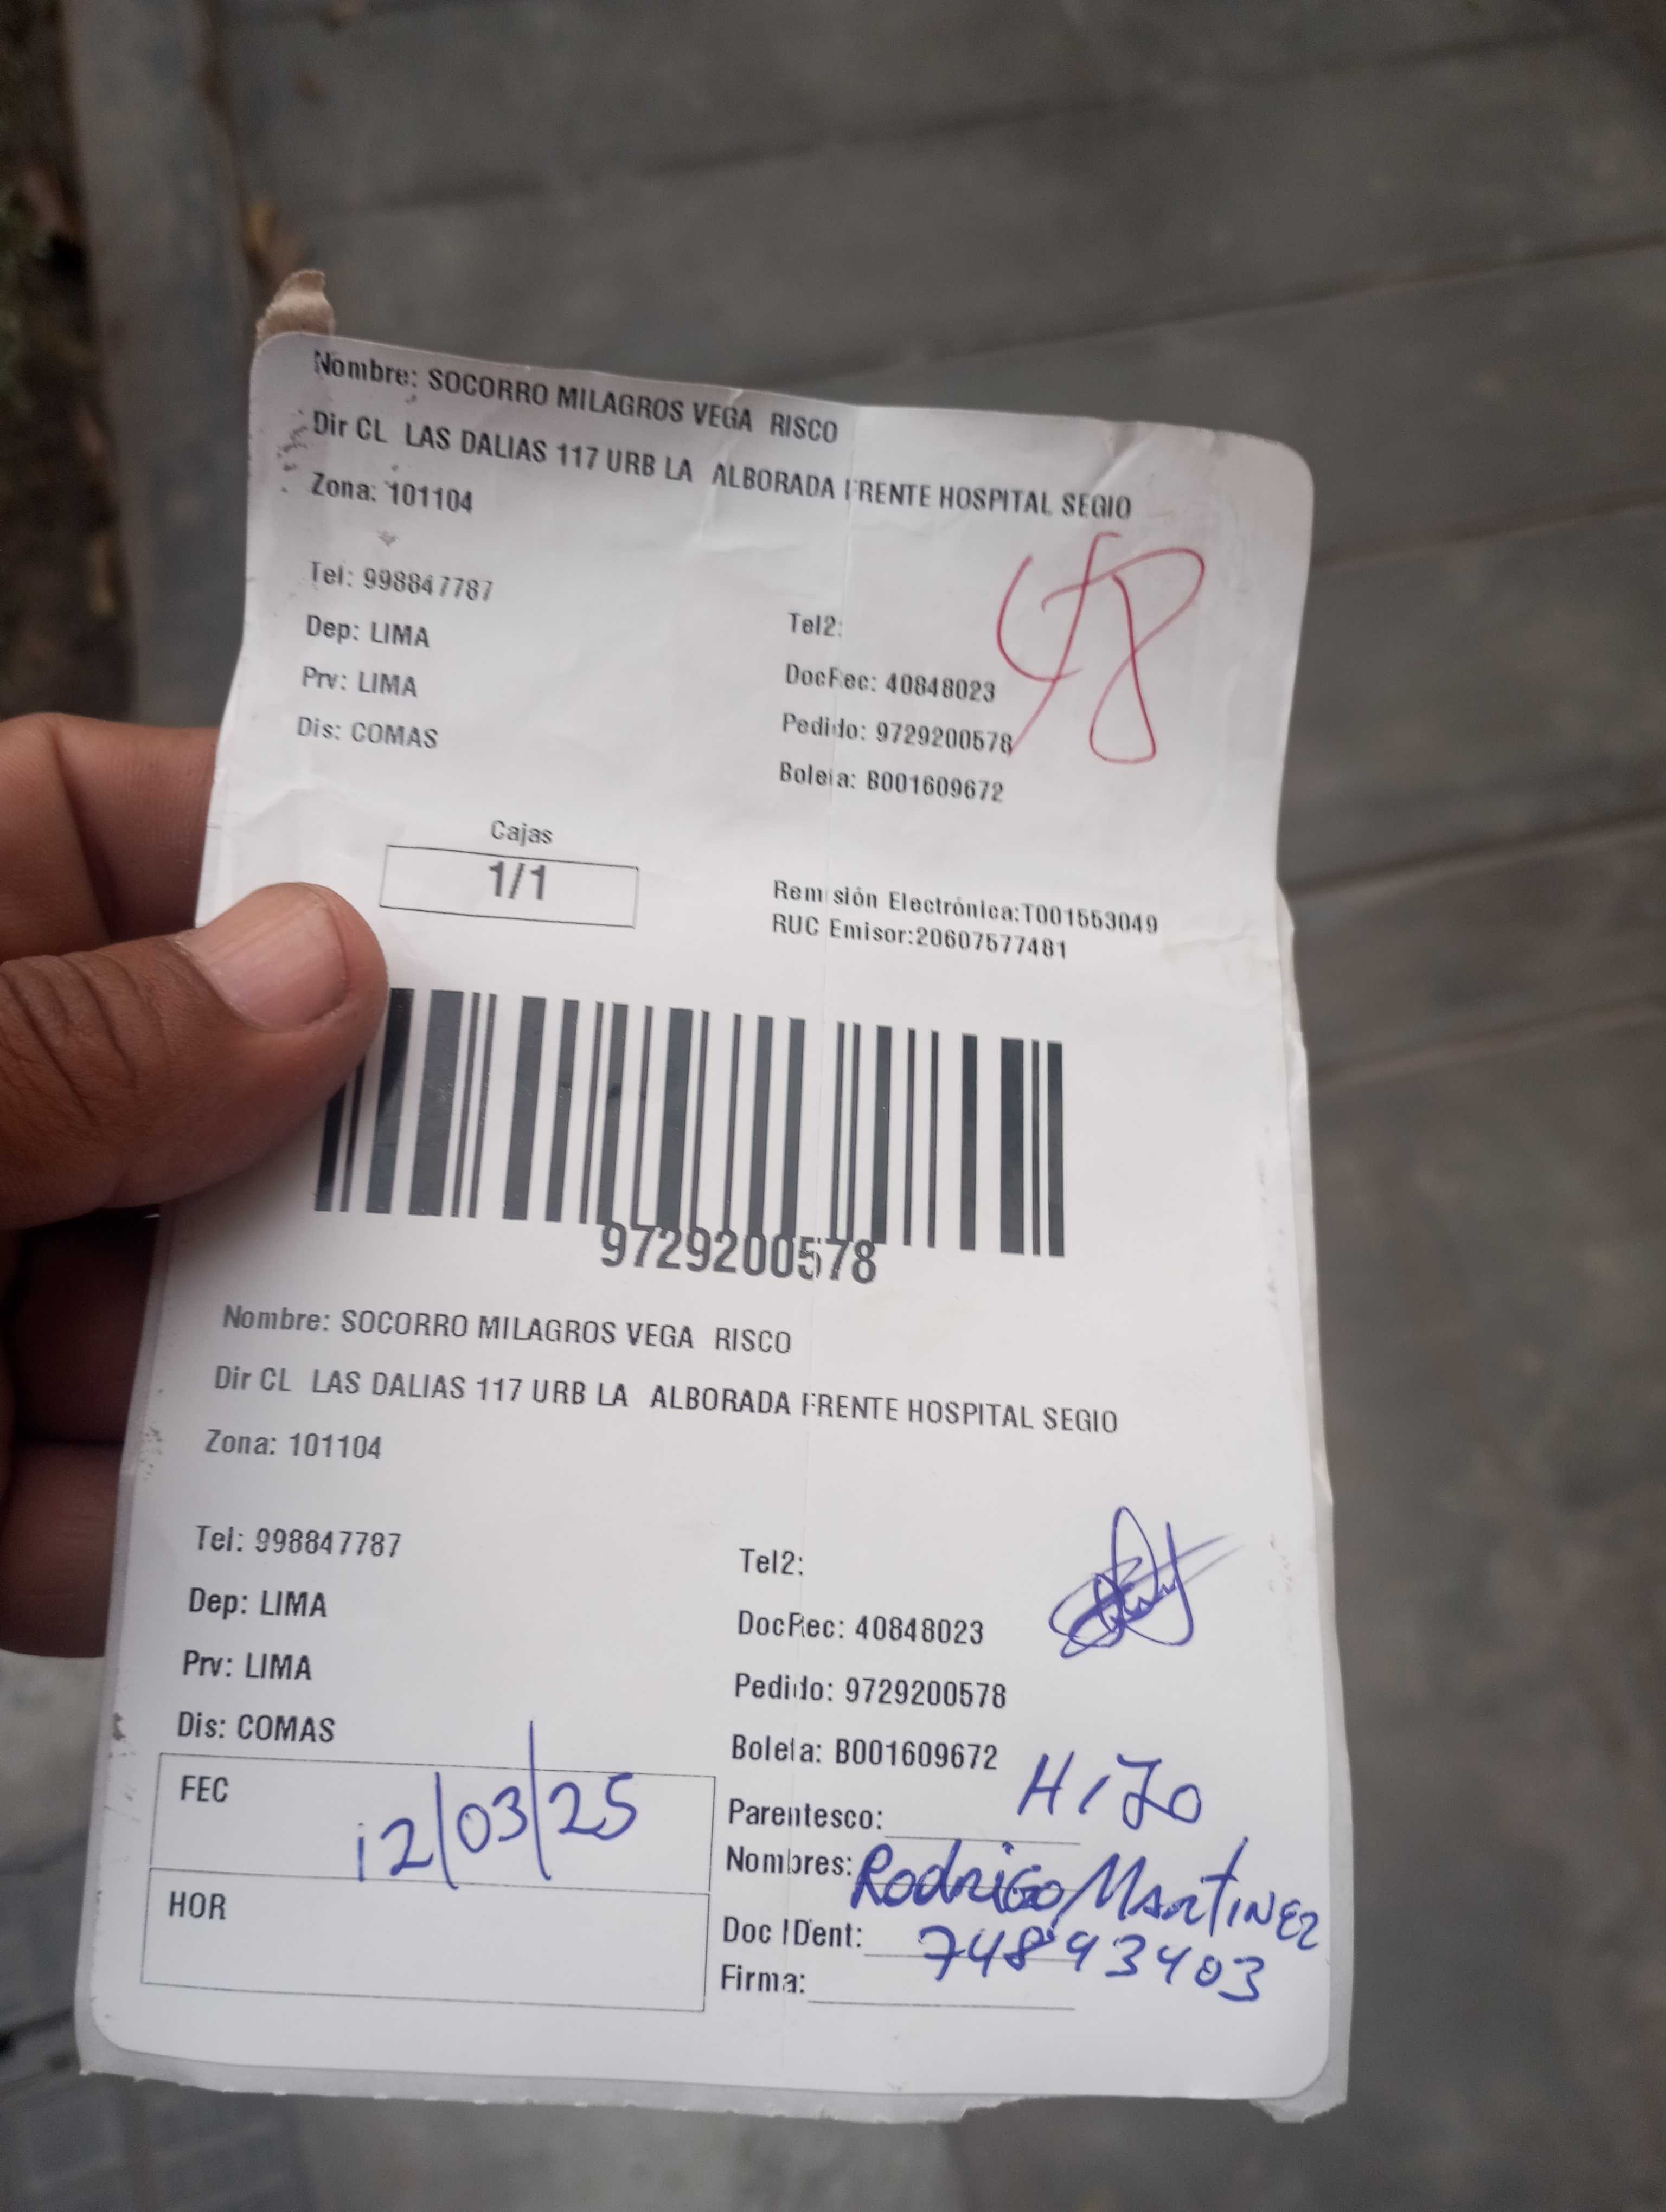 Nombre: SOCORRO MILAGROS VEGA RISCO
Dir CL LAS DALIAS 117 URB LA ALBORADA FRENTE HOSPITAL SEGIO
Zona: 101104
48
Tel: 998847787
Tel2:
Dep: LIMA
DocRec: 40848023
Prv: LIMA
Pedido: 9729200578
Dis: COMAS
Boleta: B001609672
Cajas
1/1
Remisión Electrónica:T001553049
RUC Emisor:20607577481
9729200578
Nombre: SOCORRO MILAGROS VEGA RISCO
Dir CL LAS DALIAS 117 URB LA ALBORADA FRENTE HOSPITAL SEGIO
Zona: 101104
Tel: 998847787
Tel2:
Dep: LIMA
DocRec: 40848023
Prv: LIMA
Pedido: 9729200578
Dis: COMAS
Boleta: B001609672
FEC 12/03/25
HOR
Parentesco: HIJO
Nombres: Rodrigo MARTINEZ
Doc IDent: 74893403
Firma: